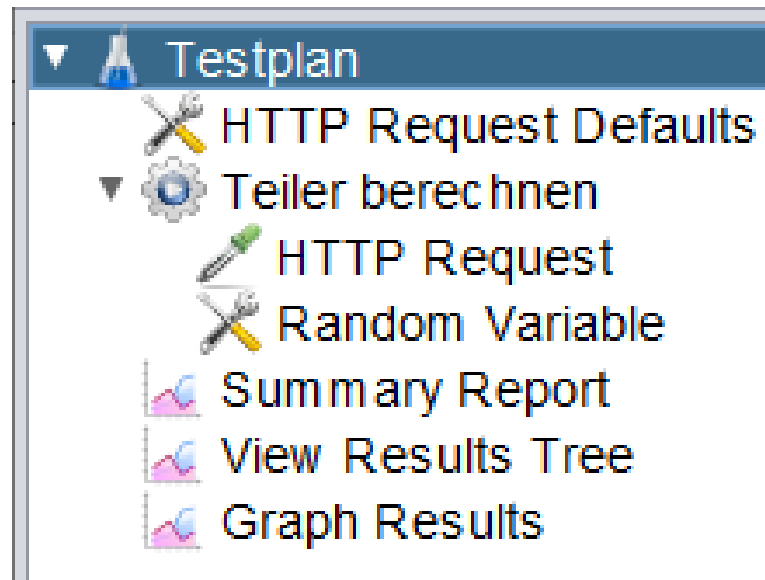 Testplan
HTTP Request Defaults
Teiler berechnen
HTTP Request
Random Variable
Summary Report
View Results Tree
Graph Results